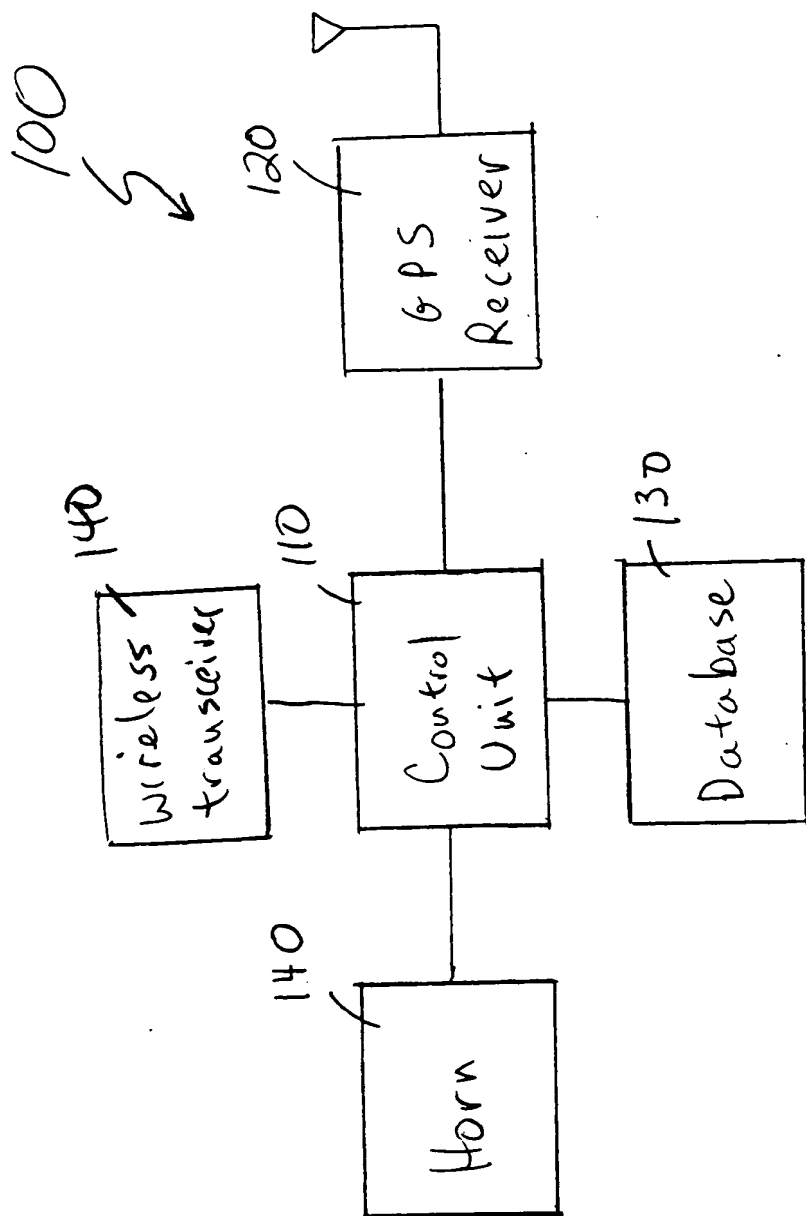 100
140
Wireless
transceiver
120
GPS
Receiver
110
Control
Unit
140
Horn
130
Database